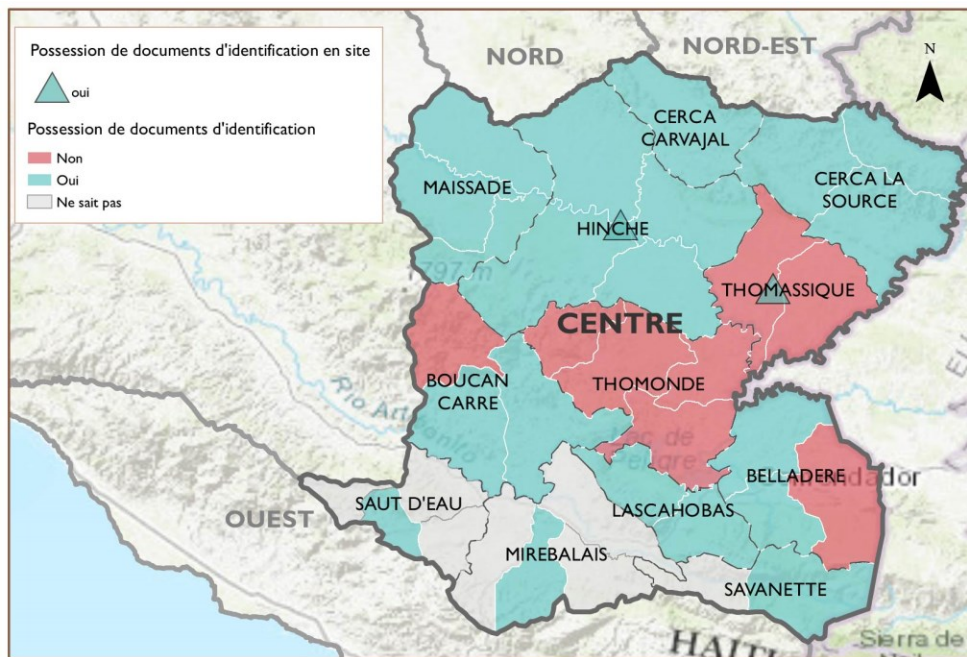 Possession de documents d'identification en site
oui
Possession de documents d'identification
Non
Oui
Ne sait pas
NORD
NORD-EST
N
CERCA
CARVAJAL
MAISSADE
CERCA LA
SOURCE
HINCHE
797 m
THOMASSIQUE
CENTRE
BOUCAN
CARRE
THOMONDE
BELLADERE
SAUT D'EAU
LASCAHOBAS
OUEST
MIREBALAIS
SAVANETTE
HAITI
Sierra de